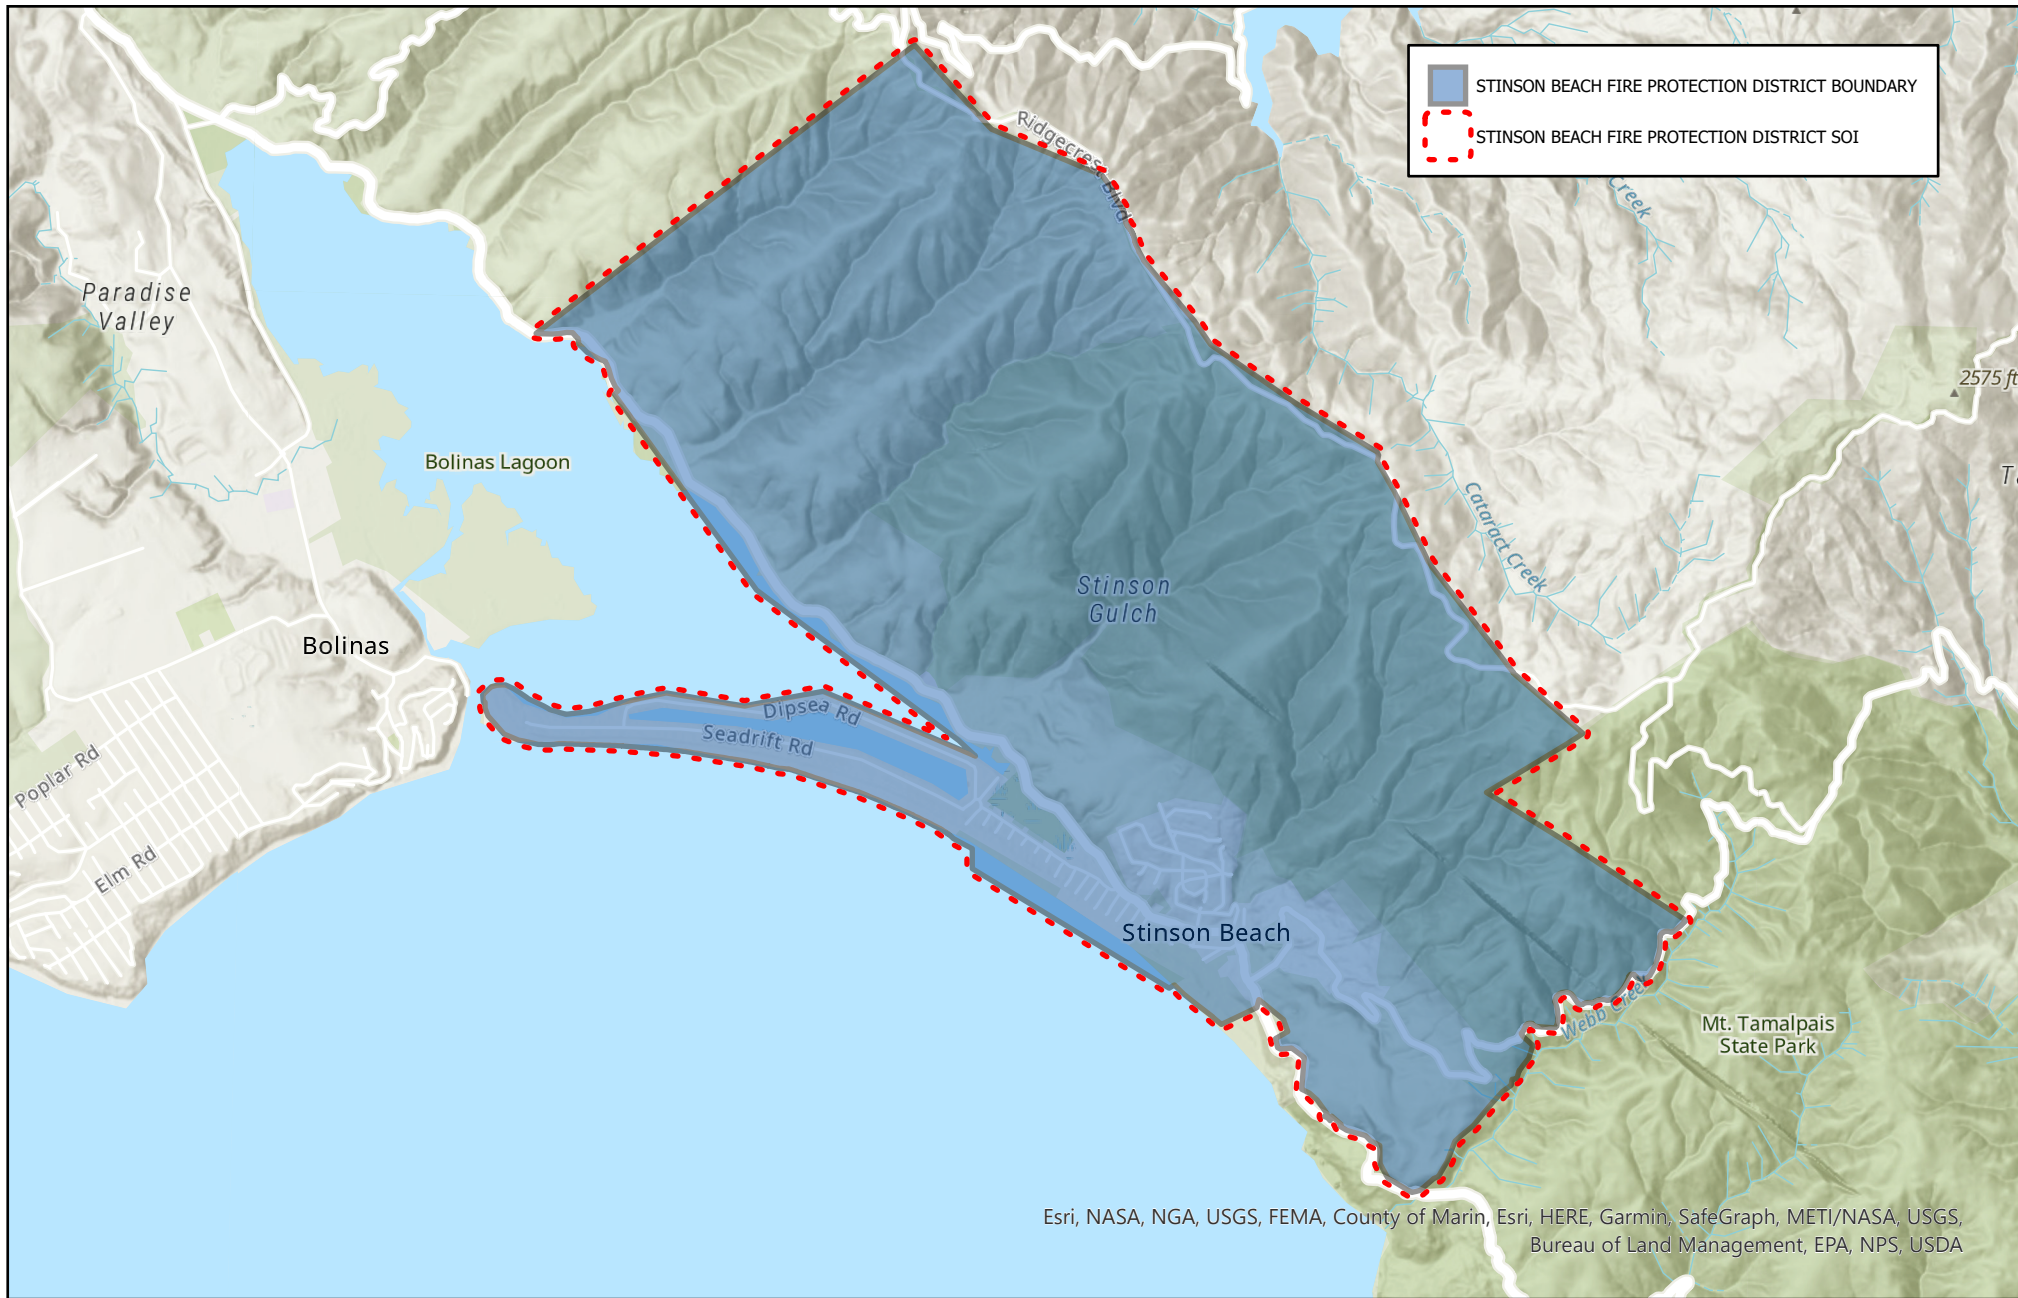 STINSON BEACH FIRE PROTECTION DISTRICT BOUNDARY
STINSON BEACH FIRE PROTECTION DISTRICT SOI
Ridgecrest Blvd
Creek
Paradise
Valley
2575 ft
Bolinas Lagoon
Cataract Creek
Stinson
Gulch
Bolinas
Dipsea Rd
Seadrift Rd
Poplar Rd
Elm Rd
Stinson Beach
Webb Creek
Mt. Tamalpais
State Park
Esri, NASA, NGA, USGS, FEMA, County of Marin, Esri, HERE, Garmin, SafeGraph, METI/NASA, USGS,
Bureau of Land Management, EPA, NPS, USDA